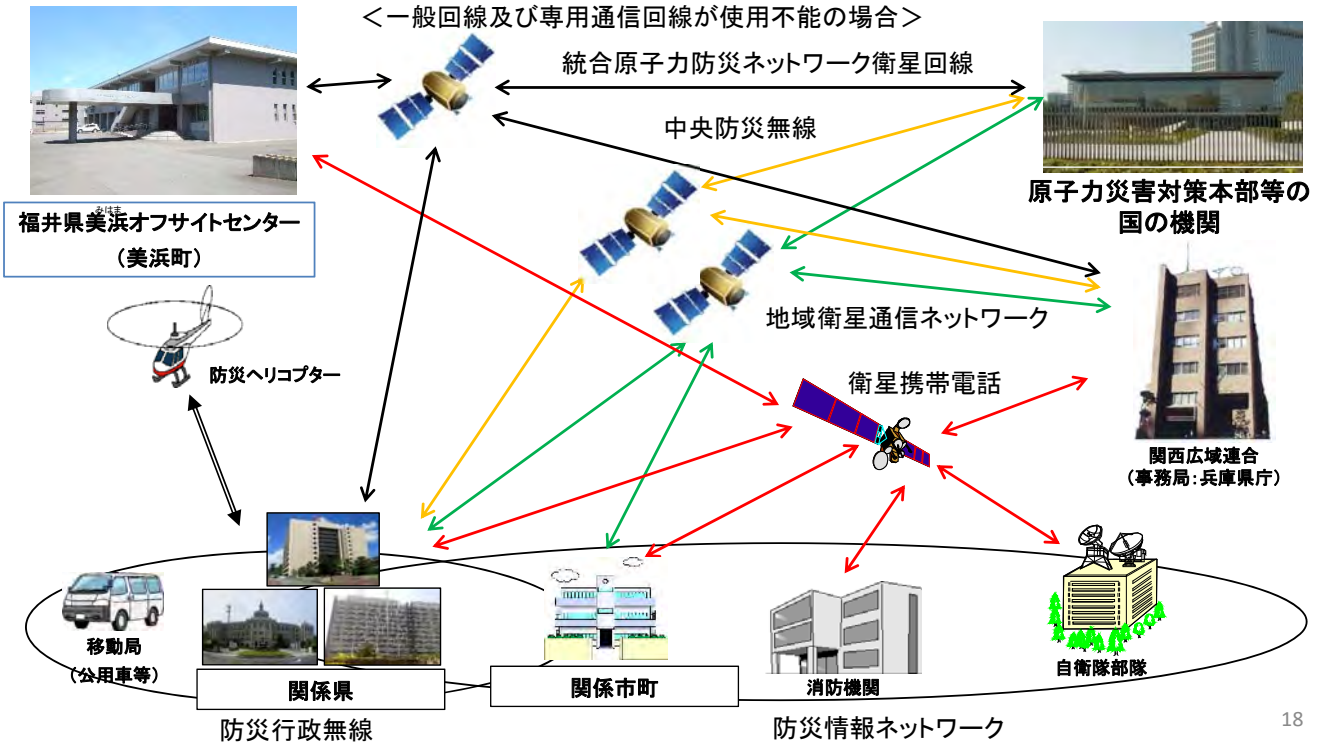 ＜一般回線及び専用通信回線が使用不能の場合＞
統合原子力防災ネットワーク衛星回線
中央防災無線
原子力災害対策本部等の
国の機関
みはま
福井県美浜オフサイトセンター
（美浜町）
地域衛星通信ネットワーク
防災ヘリコプター
衛星携帯電話
関西広域連合
（事務局：兵庫県庁）
移動局
（公用車等）
関係県
関係市町
消防機関
自衛隊部隊
防災行政無線
防災情報ネットワーク
18